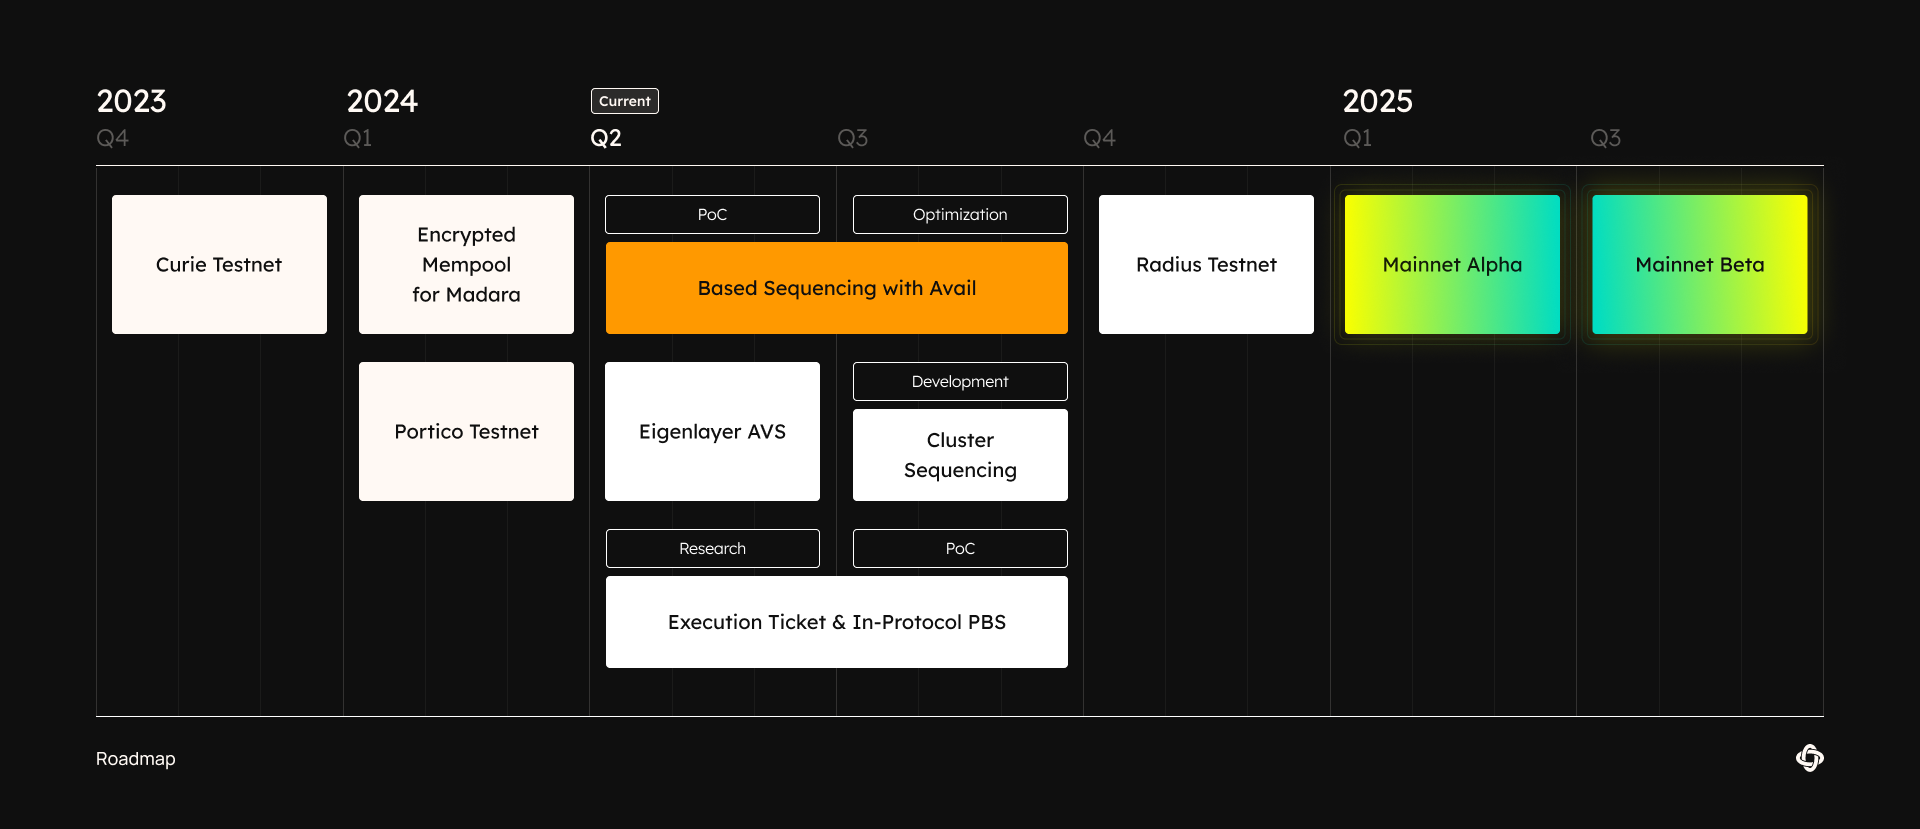 2023
2024
Current
2025
Q4
Q1
Q2
Q3
Q4
Q1
Q3
Curie Testnet
Encrypted
Mempool
for Madara
PoC
Optimization
Based Sequencing with Avail
Radius Testnet
Mainnet Alpha
Mainnet Beta
Portico Testnet
Eigenlayer AVS
Development
Cluster
Sequencing
Research
PoC
Execution Ticket & In-Protocol PBS
Roadmap